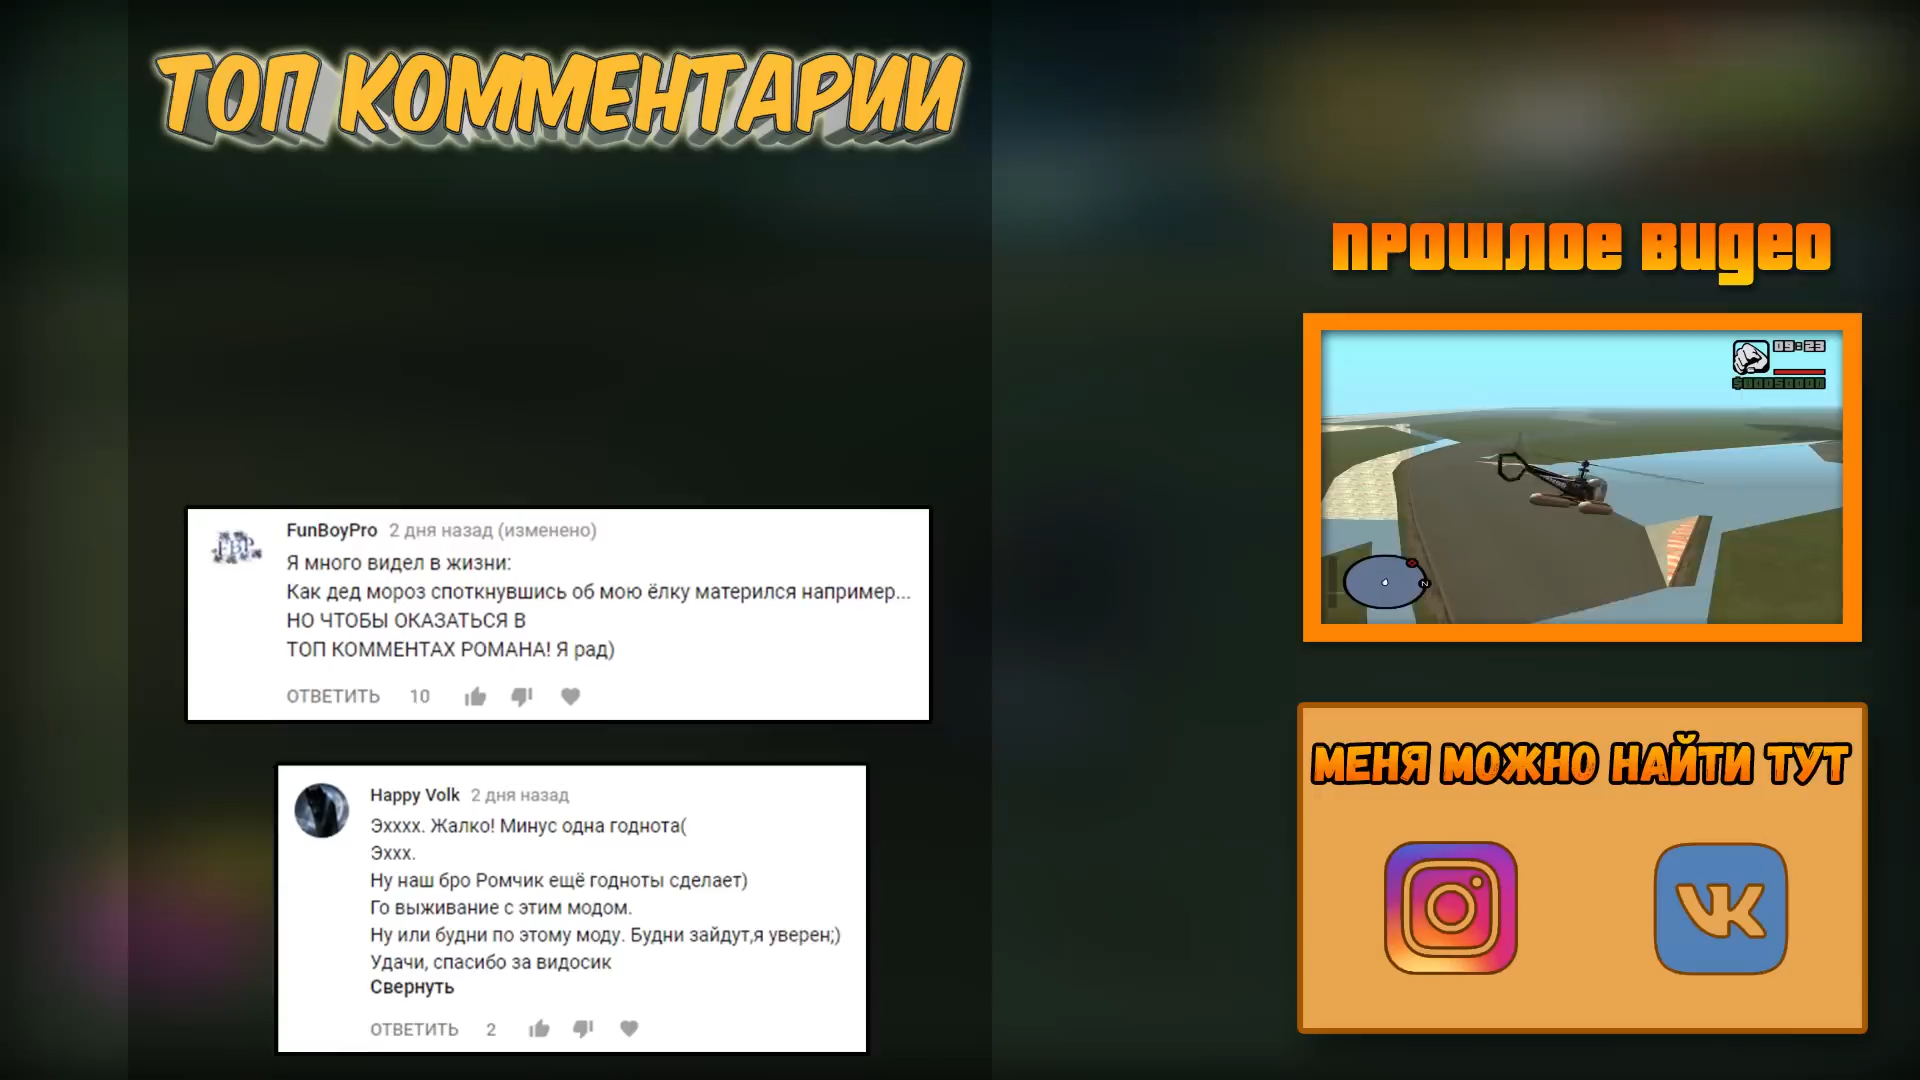 ТОП КОММЕНТАРИИ
FunBoyPro 2 дня назад (изменено)
Я много видел в жизни:
Как дед мороз споткнувшись об мою ёлку матерился например...
НО ЧТОБЫ ОКАЗАТЬСЯ В
ТОП КОММЕНТАХ РОМАНА! Я рад)
ОТВЕТИТЬ 10
Happy Volk 2 дня назад
Эхххх. Жалко! Минус одна годнота(
Эххх.
Ну наш бро Ромчик ещё годноты сделает)
Го выживание с этим модом.
Ну или будни по этому моду. Будни зайдут,я уверен;)
Удачи, спасибо за видосик
Свернуть
ОТВЕТИТЬ 2
ПРОШЛОЕ ВИДЕО
09:23
$00050000
N
МЕНЯ МОЖНО НАЙТИ ТУТ